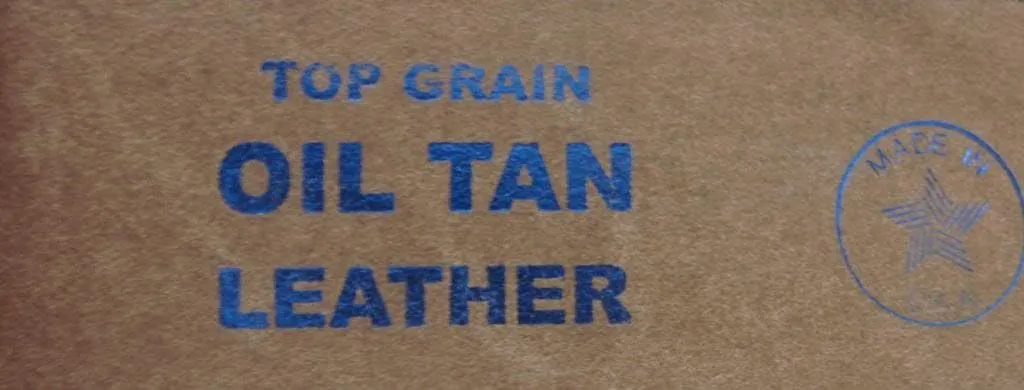 TOP GRAIN
OIL TAN
LEATHER
MADE IN
U.S.A.